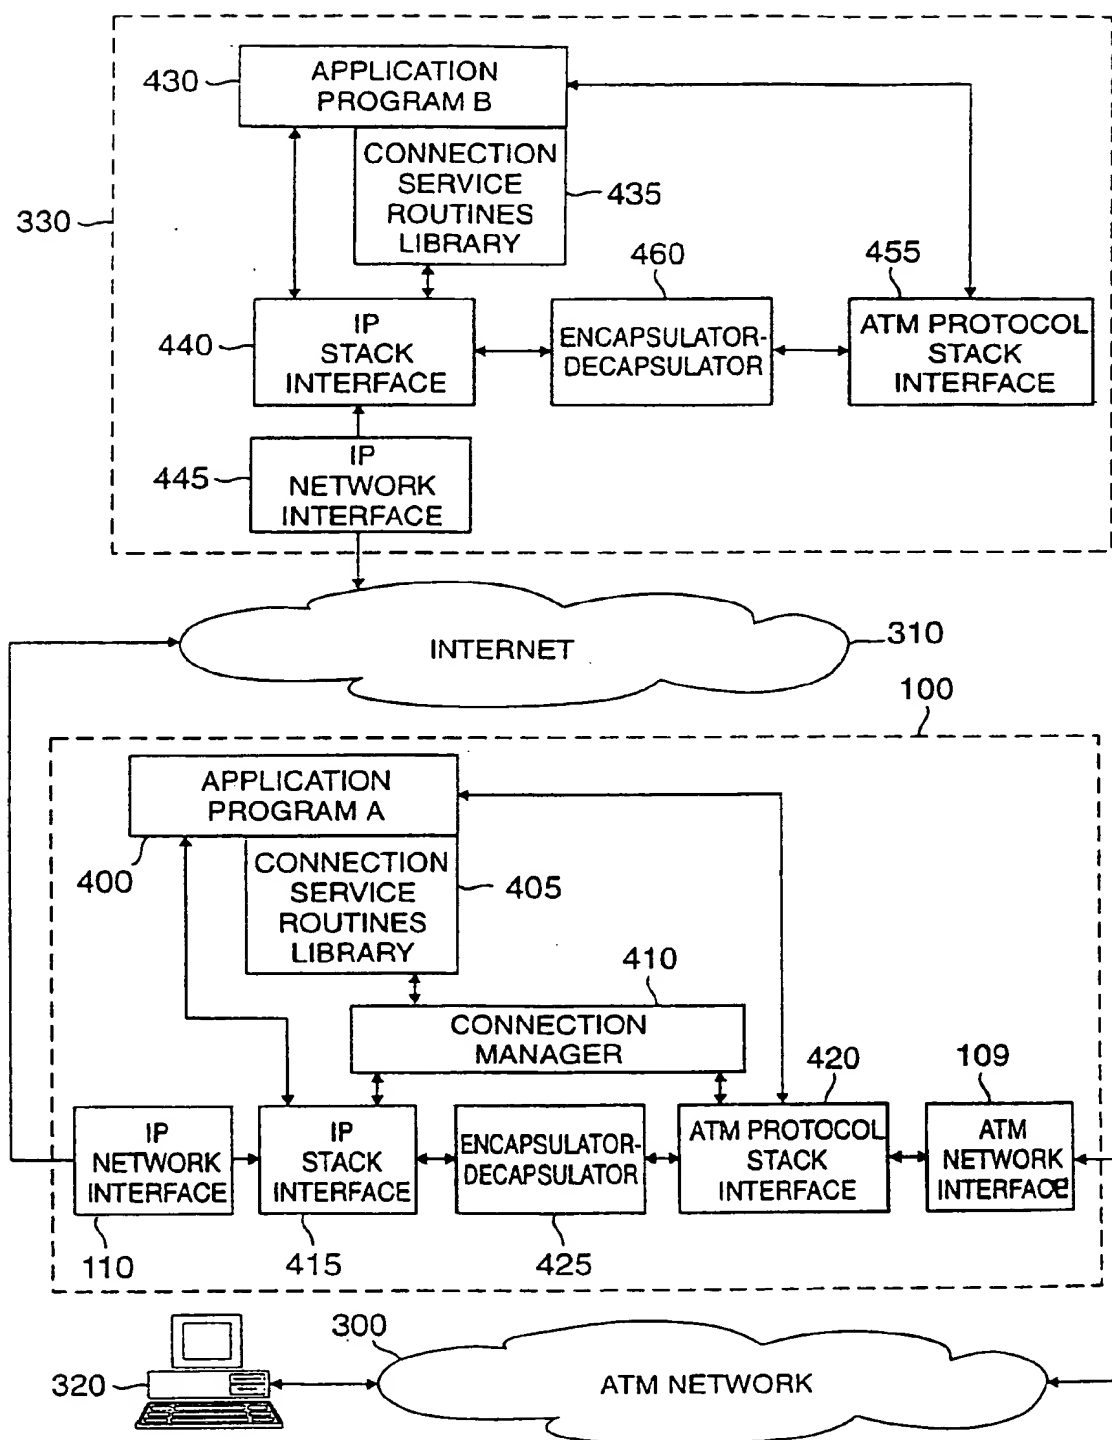 APPLICATION
PROGRAM B
430
CONNECTION
SERVICE
ROUTINES
LIBRARY
435
330
460
455
440
IP
STACK
INTERFACE
ENCAPSULATOR-
DECAPSULATOR
ATM PROTOCOL
STACK
INTERFACE
445
IP
NETWORK
INTERFACE
INTERNET
310
100
APPLICATION
PROGRAM A
400
CONNECTION
SERVICE
ROUTINES
LIBRARY
405
410
CONNECTION
MANAGER
420
109
IP
NETWORK
INTERFACE
IP
STACK
INTERFACE
ENCAPSULATOR-
DECAPSULATOR
ATM PROTOCOL
STACK
INTERFACE
ATM
NETWORK
INTERFACE
110
415
425
300
320
ATM NETWORK